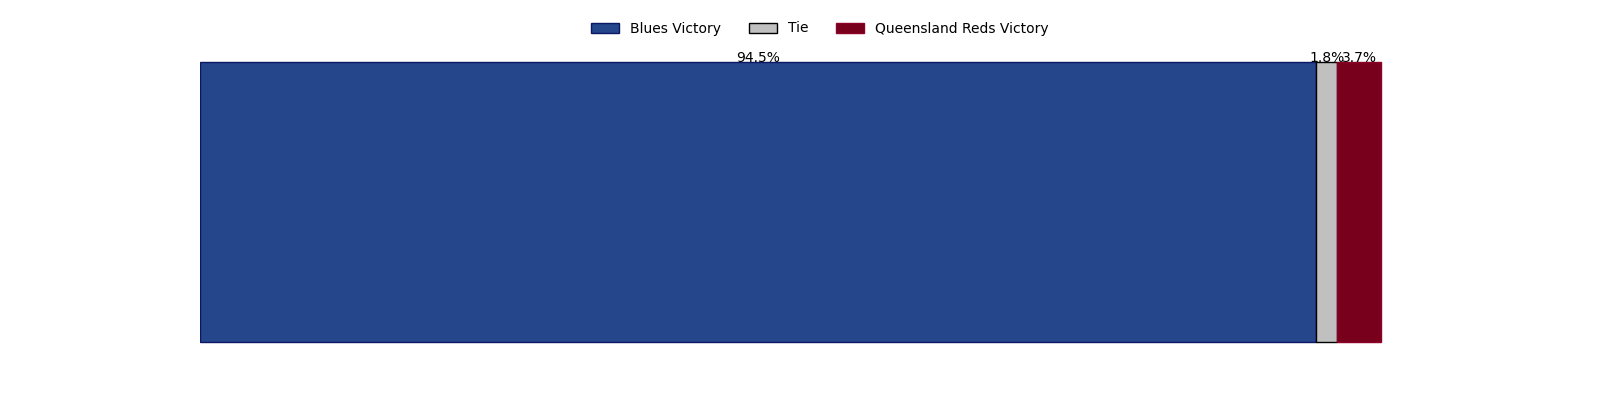 Blues Victory Tie Queensland Reds Victory
94.5% 1.8% 3.7%